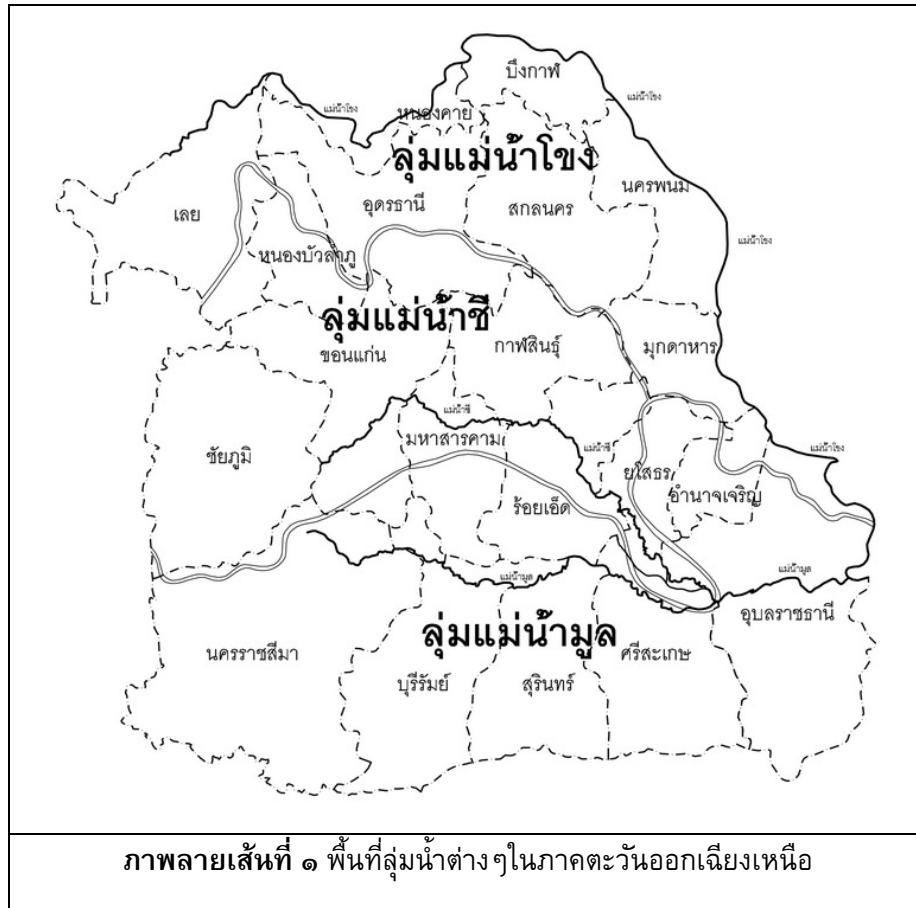 บึงกาฬ
แม่น้ำโขง
แม่น้ำโขง
หนองคาย
ลุ่มแม่น้ำโขง
นครพนม
เลย
อุดรธานี
สกลนคร
แม่น้ำโขง
หนองบัวลำภู
ลุ่มแม่น้ำชี
ขอนแก่น
กาฬสินธุ์
มุกดาหาร
แม่น้ำชี
มหาสารคาม
แม่น้ำชี
แม่น้ำโขง
ชัยภูมิ
ยโสธร
อำนาจเจริญ
ร้อยเอ็ด
แม่น้ำมูล
แม่น้ำมูล
อุบลราชธานี
ลุ่มแม่น้ำมูล
นครราชสีมา
ศรีสะเกษ
บุรีรัมย์
สุรินทร์
ภาพลายเส้นที่ ๑ พื้นที่ลุ่มน้ำต่างๆในภาคตะวันออกเฉียงเหนือ